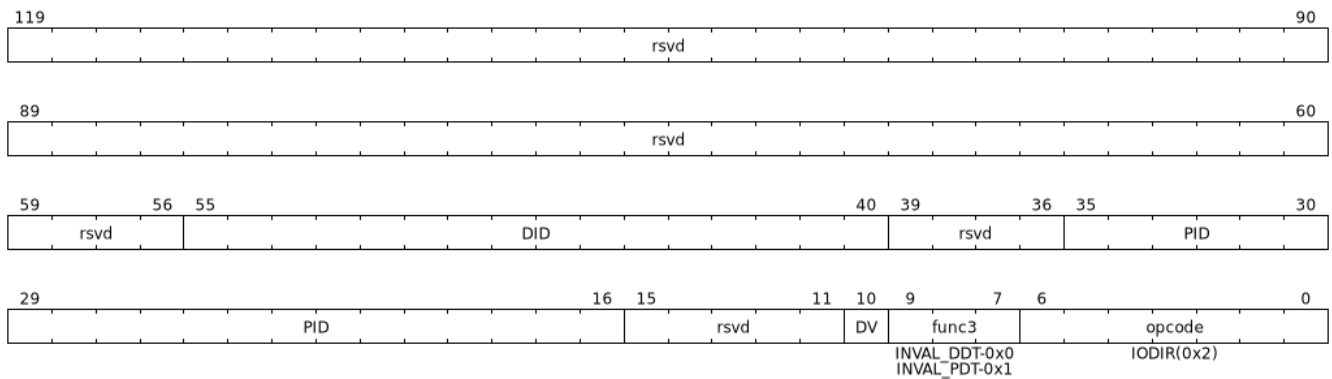 119 90
rsvd
89 60
rsvd
59 56 55 40 39 36 35 30
rsvd DID rsvd PID
29 16 15 11 10 9 7 6 0
PID rsvd DV func3 opcode
INVAL_DDT-0x0 IODIR(0x2)
INVAL_PDT-0x1